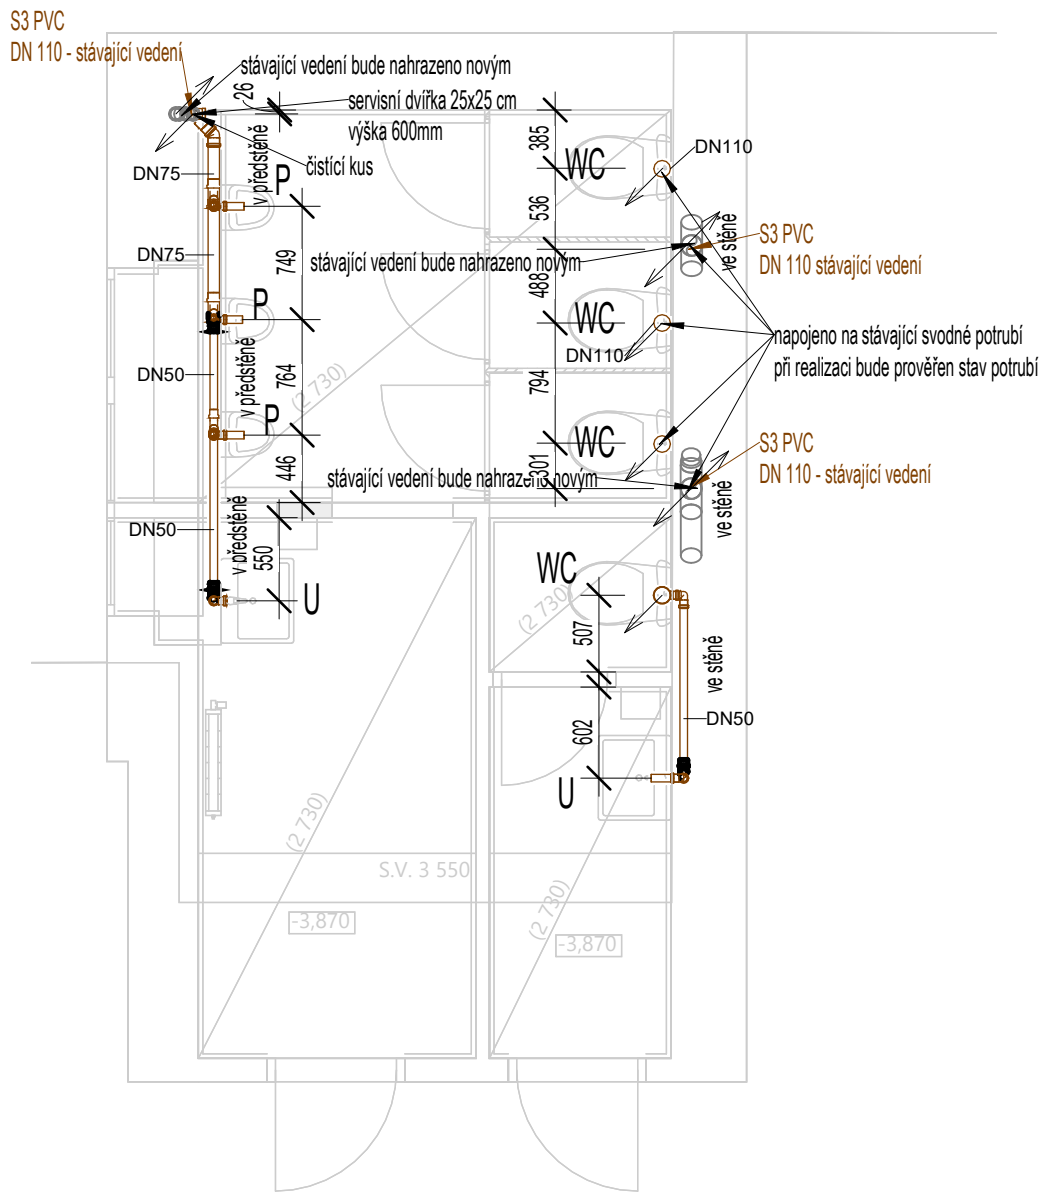 S3 PVC
DN 110 - stávající vedení
stávající vedení bude nahrazeno novým
servisní dvířka 25x25 cm
výška 600mm
čistící kus
26
v předstěně
DN75
P
749
DN75
P
v předstěně
764
DN50
P
446
v předstěně
DN50
550
U
(2 730)
385
WC
DN110
536
ve stěně
S3 PVC
DN 110 stávající vedení
stávající vedení bude nahrazeno novým
488
WC
DN110
napojeno na stávající svodné potrubí
při realizaci bude prověřen stav potrubí
794
WC
S3 PVC
DN 110 - stávající vedení
301
stávající vedení bude nahrazeno novým
ve stěně
WC
(2 730)
507
ve stěně
DN50
602
U
(2 730)
S.V. 3 550
-3,870
(2 730)
-3,870